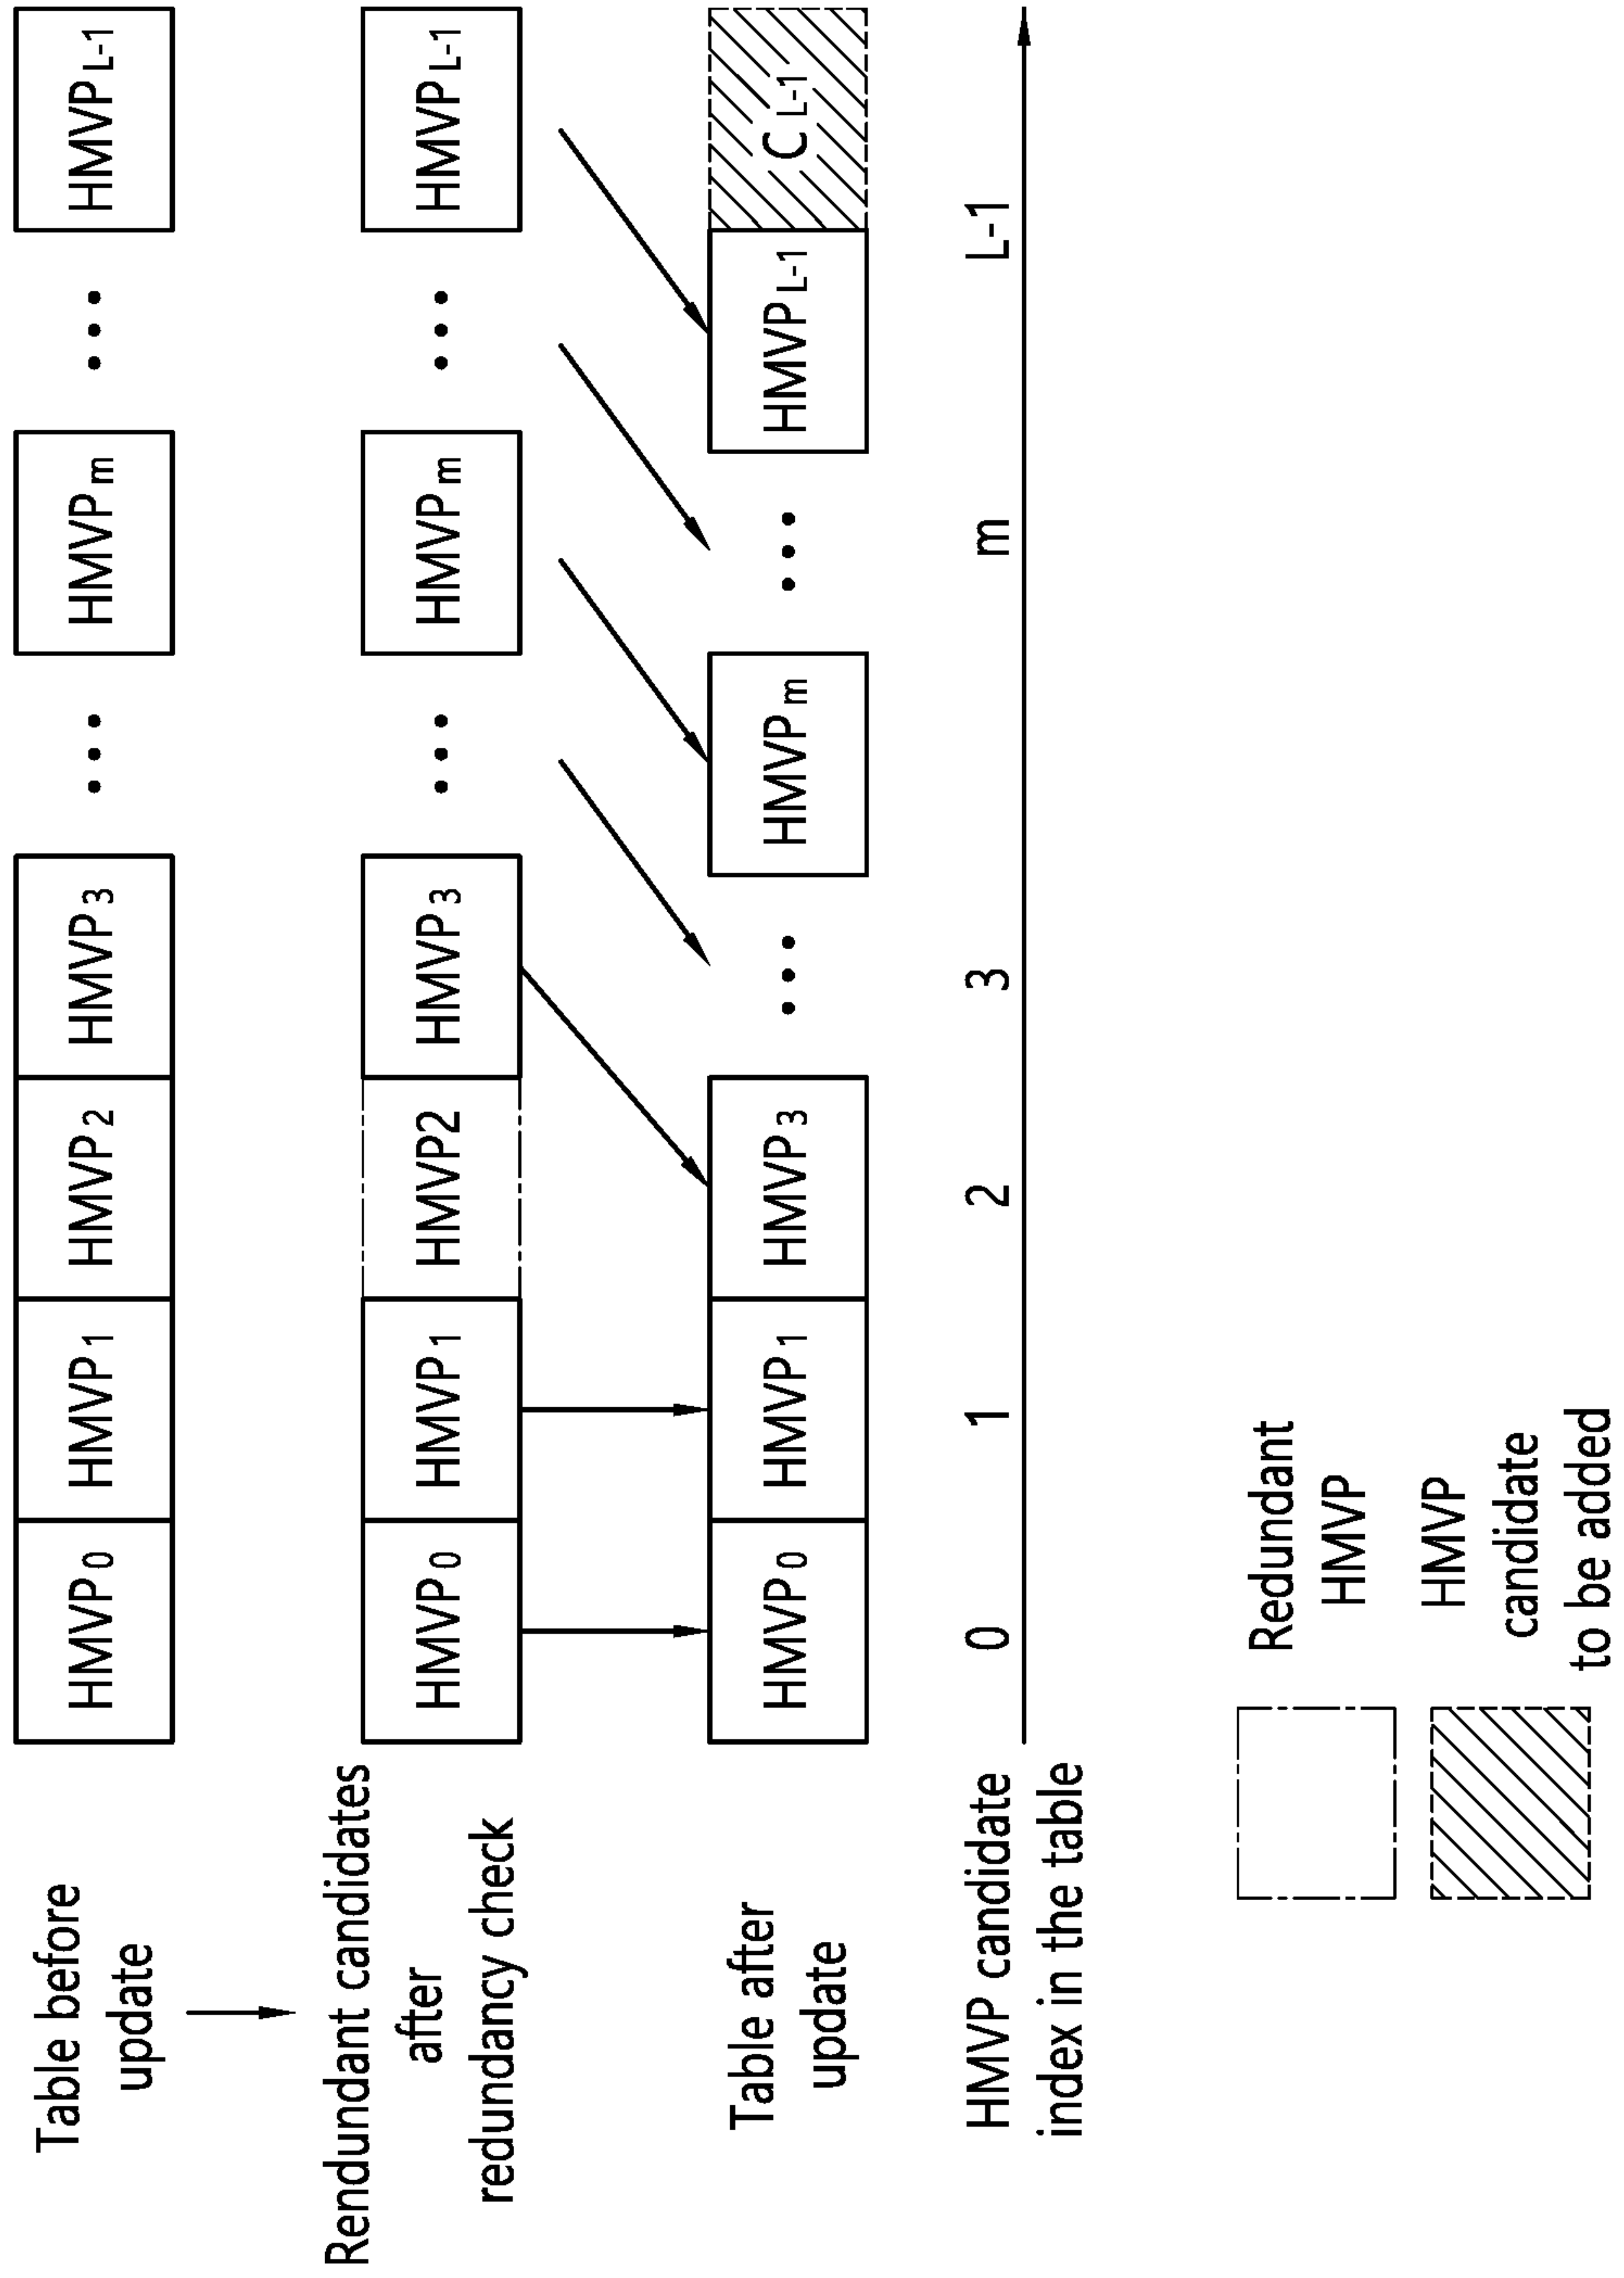 Table before
update
HMVP0 HMVP1 HMVP2 HMVP3 ••• HMVPm ••• HMVPL-1
Rendundant candidates
after
redundancy check
HMVP0 HMVP1 HMVP2 HMVP3 ••• HMVPm ••• HMVPL-1
Table after
update
HMVP0 HMVP1 HMVP3 ••• HMVPm ••• HMVPL-1 CL-1
HMVP candidate
index in the table
0 1 2 3 m L-1
Redundant
HMVP
HMVP
candidate
to be added